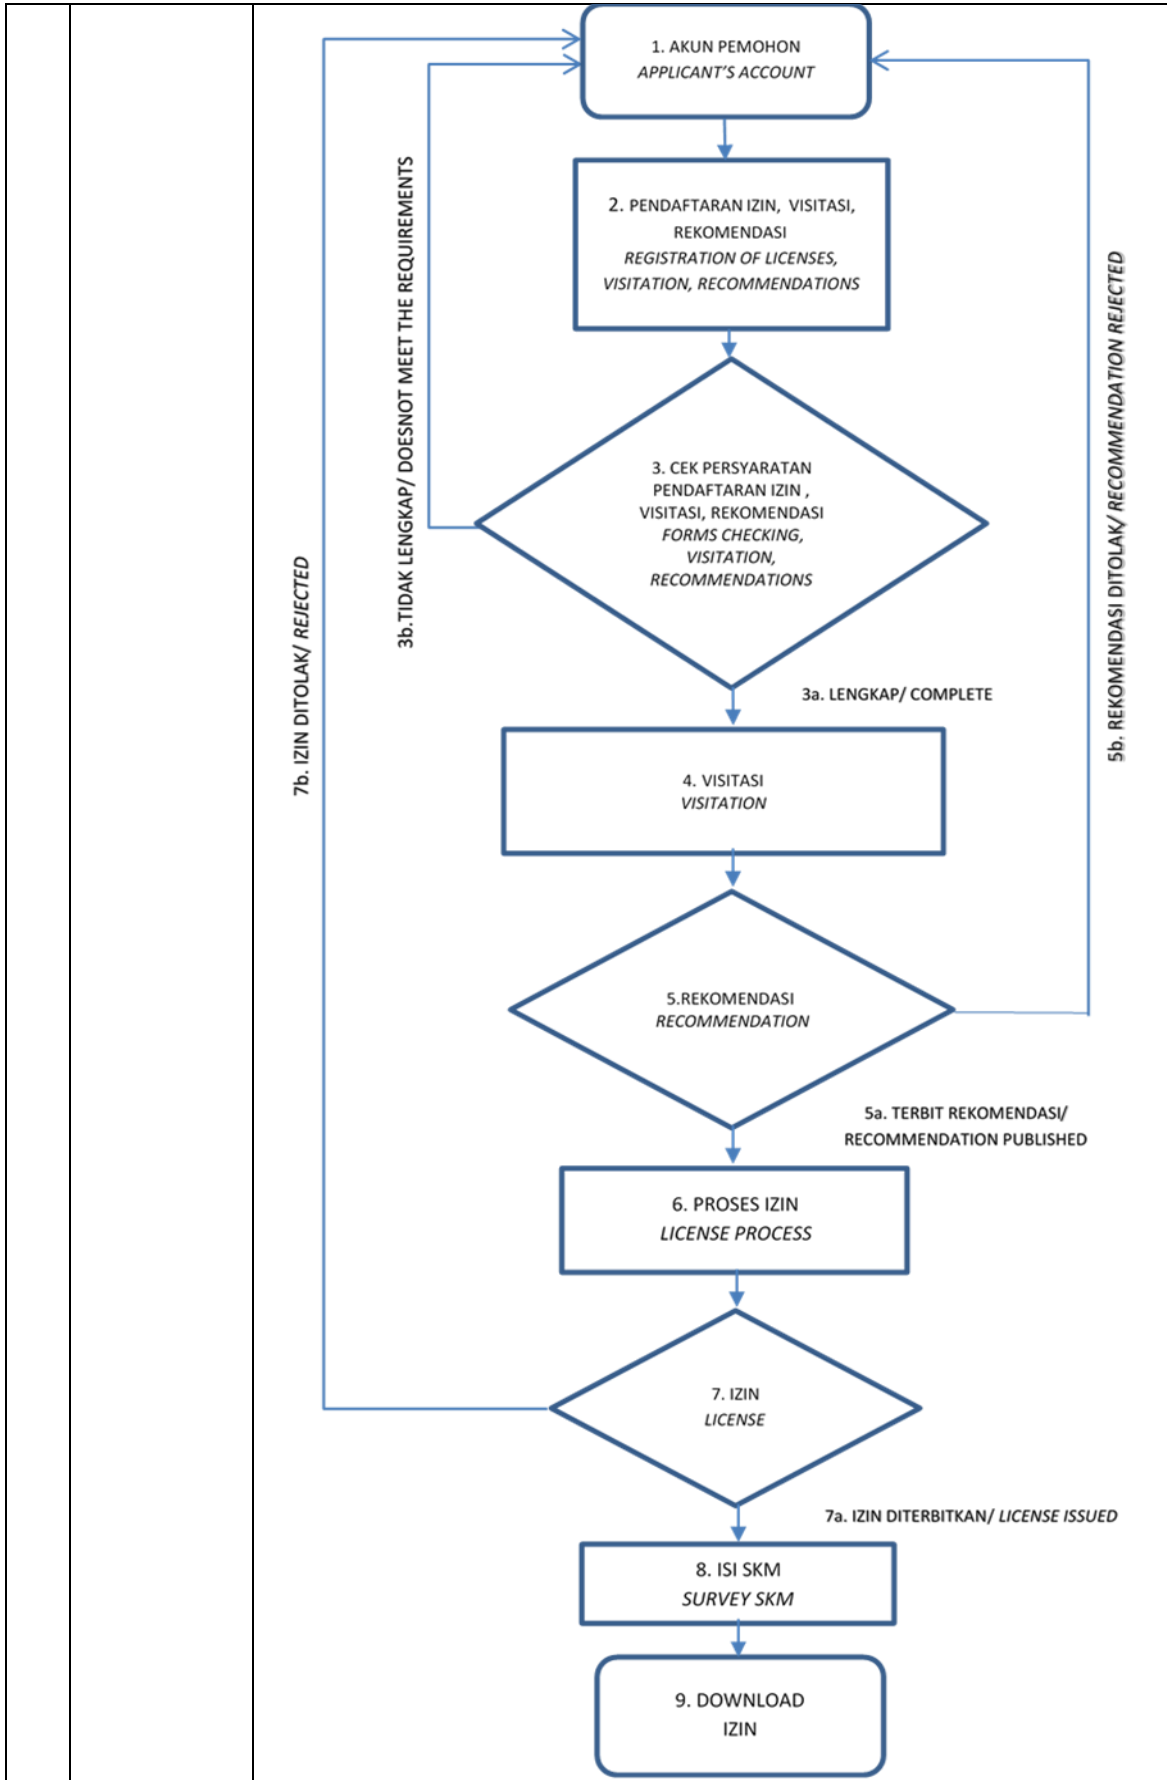 1. AKUN PEMOHON
APPLICANT'S ACCOUNT
2. PENDAFTARAN IZIN, VISITASI,
REKOMENDASI
REGISTRATION OF LICENSES,
VISITATION, RECOMMENDATIONS
3. CEK PERSYARATAN
PENDAFTARAN IZIN ,
VISITASI, REKOMENDASI
FORMS CHECKING,
VISITATION,
RECOMMENDATIONS
3b.TIDAK LENGKAP/ DOESNOT MEET THE REQUIREMENTS
3a. LENGKAP/ COMPLETE
4. VISITASI
VISITATION
5.REKOMENDASI
RECOMMENDATION
5b. REKOMENDASI DITOLAK/ RECOMMENDATION REJECTED
5a. TERBIT REKOMENDASI/
RECOMMENDATION PUBLISHED
6. PROSES IZIN
LICENSE PROCESS
7. IZIN
LICENSE
7b. IZIN DITOLAK/ REJECTED
7a. IZIN DITERBITKAN/ LICENSE ISSUED
8. ISI SKM
SURVEY SKM
9. DOWNLOAD
IZIN